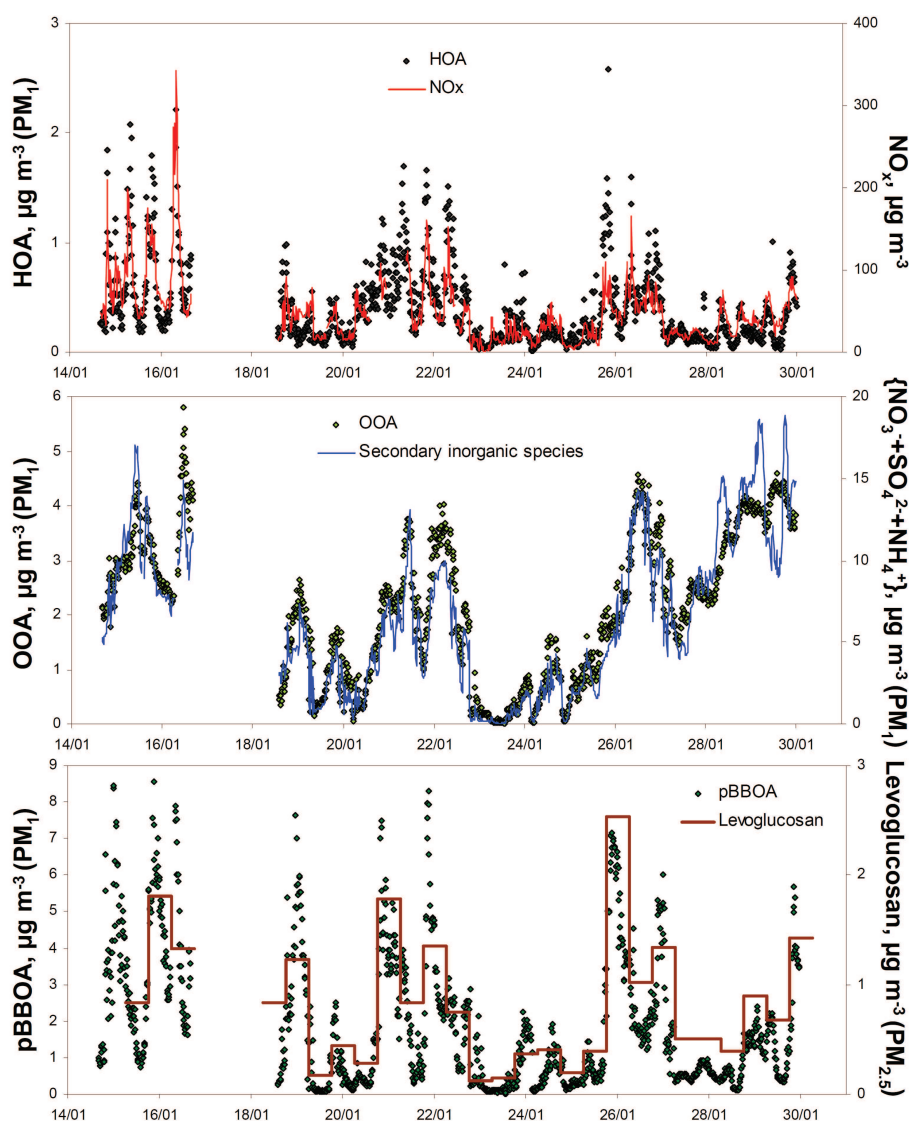 3 400
HOA
NOx
2 300
200
1 100
0 0
14/01 16/01 18/01 20/01 22/01 24/01 26/01 28/01 30/01
HOA, µg m⁻³ (PM₁)
NOₓ, µg m⁻³
6 20
OOA
Secondary inorganic species
5
15
4
3 10
2
5
1
0 0
14/01 16/01 18/01 20/01 22/01 24/01 26/01 28/01 30/01
OOA, µg m⁻³ (PM₁)
{NO₃⁻+SO₄²⁻+NH₄⁺}, µg m⁻³ (PM₁)
9 3
pBBOA
Levoglucosan
8
7
6 2
5
4
3 1
2
1
0 0
14/01 16/01 18/01 20/01 22/01 24/01 26/01 28/01 30/01
pBBOA, µg m⁻³ (PM₁)
Levoglucosan, µg m⁻³ (PM₂.₅)